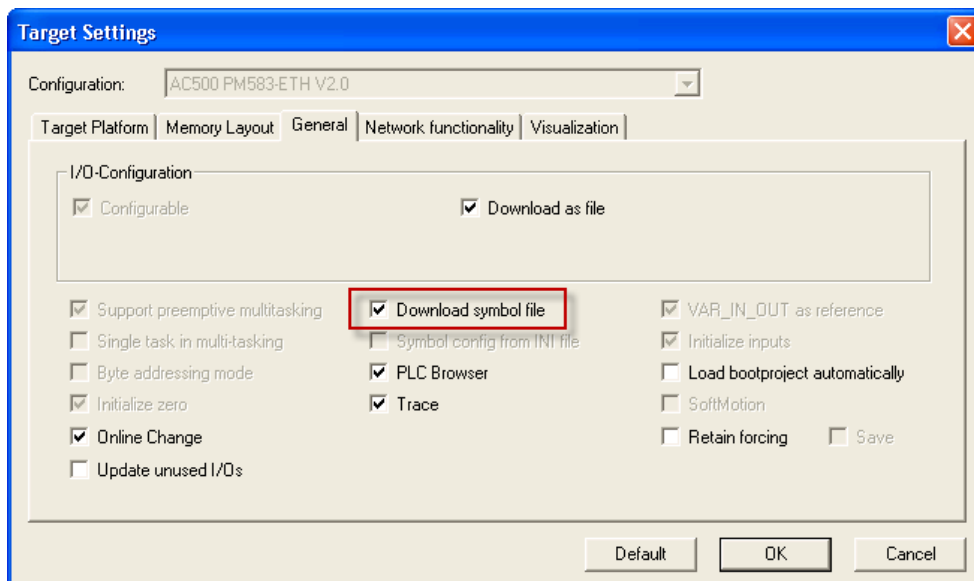 Target Settings
Configuration: AC500 PM583-ETH V2.0
Target Platform Memory Layout General Network functionality Visualization
I/O-Configuration
Configurable Download as file
Support preemptive multitasking Download symbol file VAR_IN_OUT as reference
Single task in multi-tasking Symbol config from INI file Initialize inputs
Byte addressing mode PLC Browser Load bootproject automatically
Initialize zero Trace SoftMotion
Online Change Retain forcing Save
Update unused I/Os
Default OK Cancel